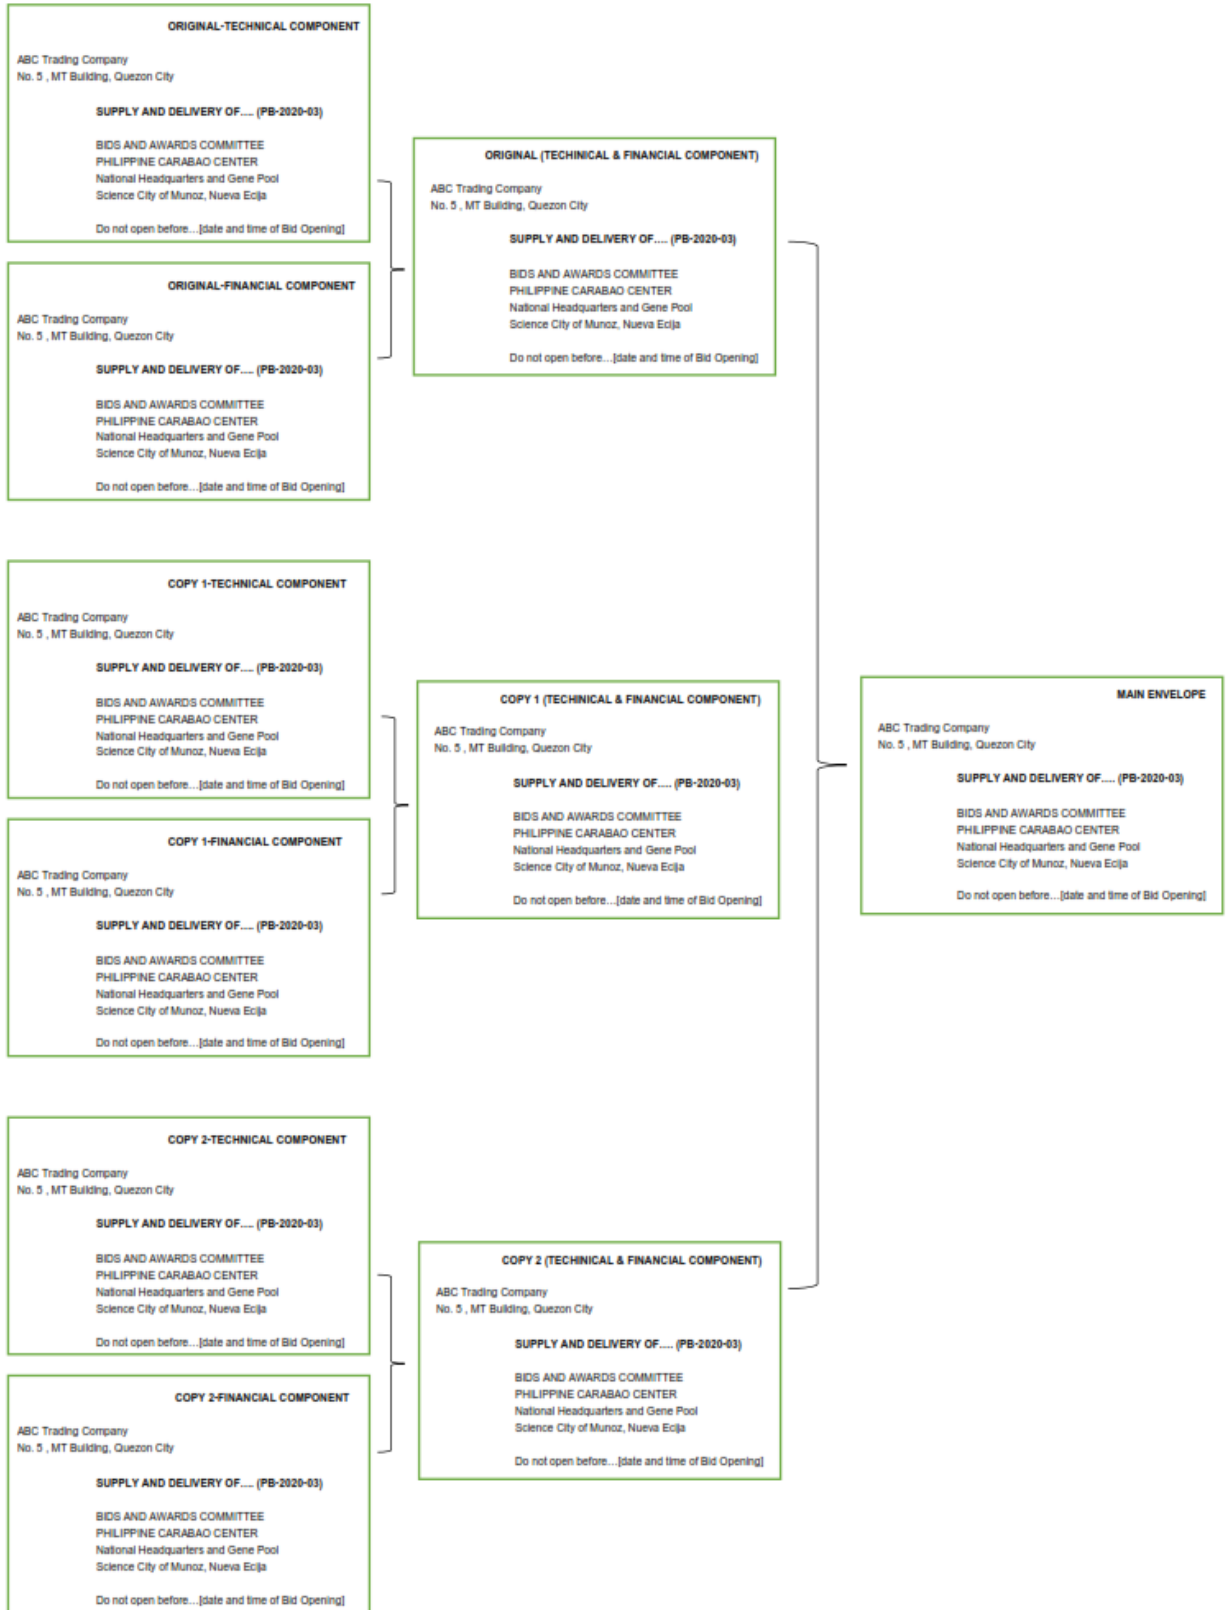 ORIGINAL-TECHNICAL COMPONENT
ABC Trading Company
No. 5 , MT Building, Quezon City
SUPPLY AND DELIVERY OF.... (PB-2020-03)
BIDS AND AWARDS COMMITTEE
PHILIPPINE CARABAO CENTER
National Headquarters and Gene Pool
Science City of Munoz, Nueva Ecija
Do not open before...[date and time of Bid Opening]
ORIGINAL-FINANCIAL COMPONENT
ABC Trading Company
No. 5 , MT Building, Quezon City
SUPPLY AND DELIVERY OF.... (PB-2020-03)
BIDS AND AWARDS COMMITTEE
PHILIPPINE CARABAO CENTER
National Headquarters and Gene Pool
Science City of Munoz, Nueva Ecija
Do not open before...[date and time of Bid Opening]
ORIGINAL (TECHINICAL & FINANCIAL COMPONENT)
ABC Trading Company
No. 5 , MT Building, Quezon City
SUPPLY AND DELIVERY OF.... (PB-2020-03)
BIDS AND AWARDS COMMITTEE
PHILIPPINE CARABAO CENTER
National Headquarters and Gene Pool
Science City of Munoz, Nueva Ecija
Do not open before...[date and time of Bid Opening]
COPY 1-TECHNICAL COMPONENT
ABC Trading Company
No. 5 , MT Building, Quezon City
SUPPLY AND DELIVERY OF.... (PB-2020-03)
BIDS AND AWARDS COMMITTEE
PHILIPPINE CARABAO CENTER
National Headquarters and Gene Pool
Science City of Munoz, Nueva Ecija
Do not open before...[date and time of Bid Opening]
COPY 1-FINANCIAL COMPONENT
ABC Trading Company
No. 5 , MT Building, Quezon City
SUPPLY AND DELIVERY OF.... (PB-2020-03)
BIDS AND AWARDS COMMITTEE
PHILIPPINE CARABAO CENTER
National Headquarters and Gene Pool
Science City of Munoz, Nueva Ecija
Do not open before...[date and time of Bid Opening]
COPY 1 (TECHINICAL & FINANCIAL COMPONENT)
ABC Trading Company
No. 5 , MT Building, Quezon City
SUPPLY AND DELIVERY OF.... (PB-2020-03)
BIDS AND AWARDS COMMITTEE
PHILIPPINE CARABAO CENTER
National Headquarters and Gene Pool
Science City of Munoz, Nueva Ecija
Do not open before...[date and time of Bid Opening]
COPY 2-TECHNICAL COMPONENT
ABC Trading Company
No. 5 , MT Building, Quezon City
SUPPLY AND DELIVERY OF.... (PB-2020-03)
BIDS AND AWARDS COMMITTEE
PHILIPPINE CARABAO CENTER
National Headquarters and Gene Pool
Science City of Munoz, Nueva Ecija
Do not open before...[date and time of Bid Opening]
COPY 2-FINANCIAL COMPONENT
ABC Trading Company
No. 5 , MT Building, Quezon City
SUPPLY AND DELIVERY OF.... (PB-2020-03)
BIDS AND AWARDS COMMITTEE
PHILIPPINE CARABAO CENTER
National Headquarters and Gene Pool
Science City of Munoz, Nueva Ecija
Do not open before...[date and time of Bid Opening]
COPY 2 (TECHINICAL & FINANCIAL COMPONENT)
ABC Trading Company
No. 5 , MT Building, Quezon City
SUPPLY AND DELIVERY OF.... (PB-2020-03)
BIDS AND AWARDS COMMITTEE
PHILIPPINE CARABAO CENTER
National Headquarters and Gene Pool
Science City of Munoz, Nueva Ecija
Do not open before...[date and time of Bid Opening]
MAIN ENVELOPE
ABC Trading Company
No. 5 , MT Building, Quezon City
SUPPLY AND DELIVERY OF.... (PB-2020-03)
BIDS AND AWARDS COMMITTEE
PHILIPPINE CARABAO CENTER
National Headquarters and Gene Pool
Science City of Munoz, Nueva Ecija
Do not open before...[date and time of Bid Opening]